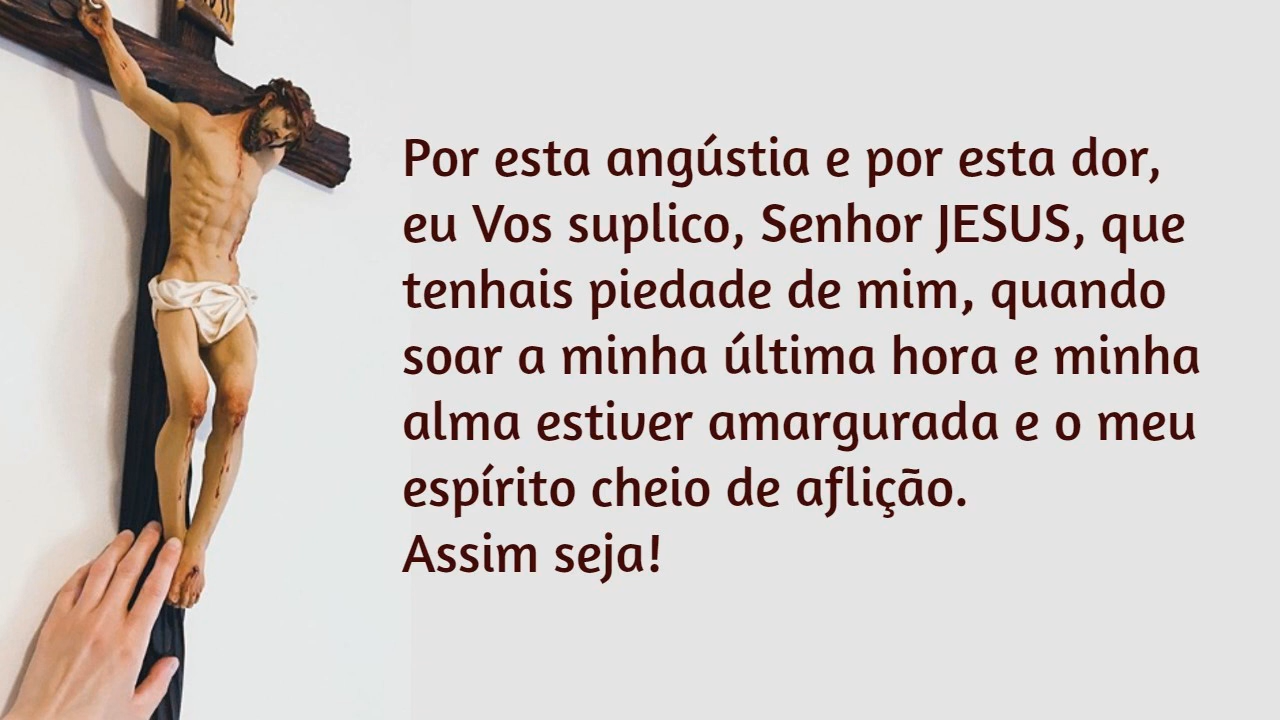 Por esta angústia e por esta dor,
eu Vos suplico, Senhor JESUS, que
tenhais piedade de mim, quando
soar a minha última hora e minha
alma estiver amargurada e o meu
espírito cheio de aflição.
Assim seja!